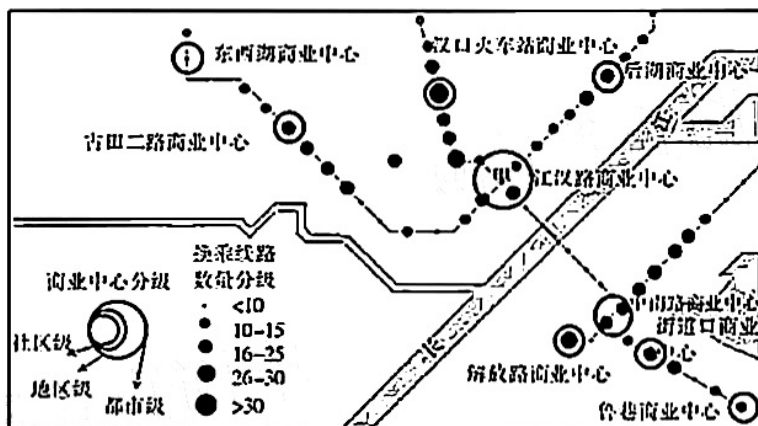 东西湖商业中心
汉口火车站商业中心
后湖商业中心
古田二路商业中心
江汉路商业中心
换乘线路
数量分级
商业中心分级
<10
10-15
16-25
26-30
>30
社区级
地区级
都市级
中南路商业中心
街道口商业
中心
解放路商业中心
鲁巷商业中心